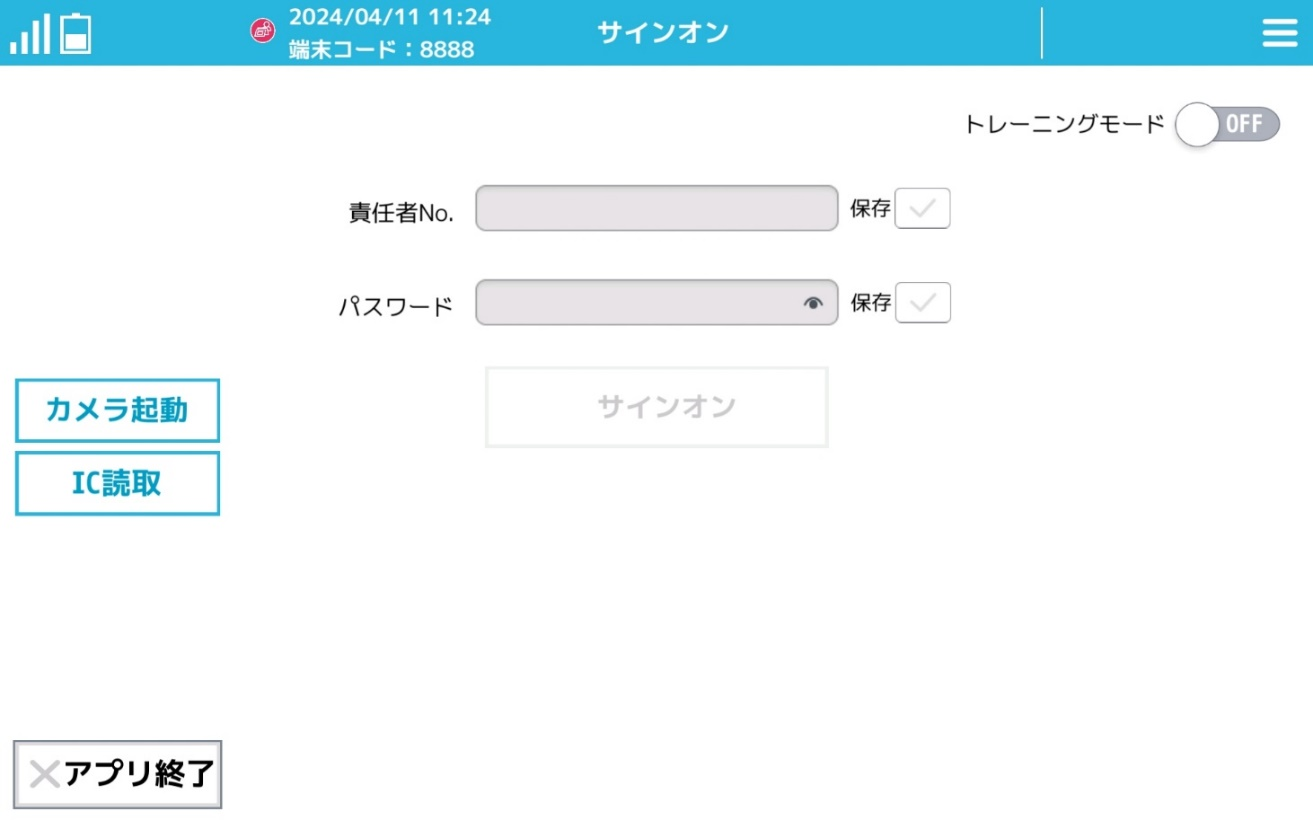 2024/04/11 11:24
端末コード：8888
サインオン
トレーニングモード OFF
責任者No. 保存
パスワード 保存
サインオン
カメラ起動
IC読取
アプリ終了